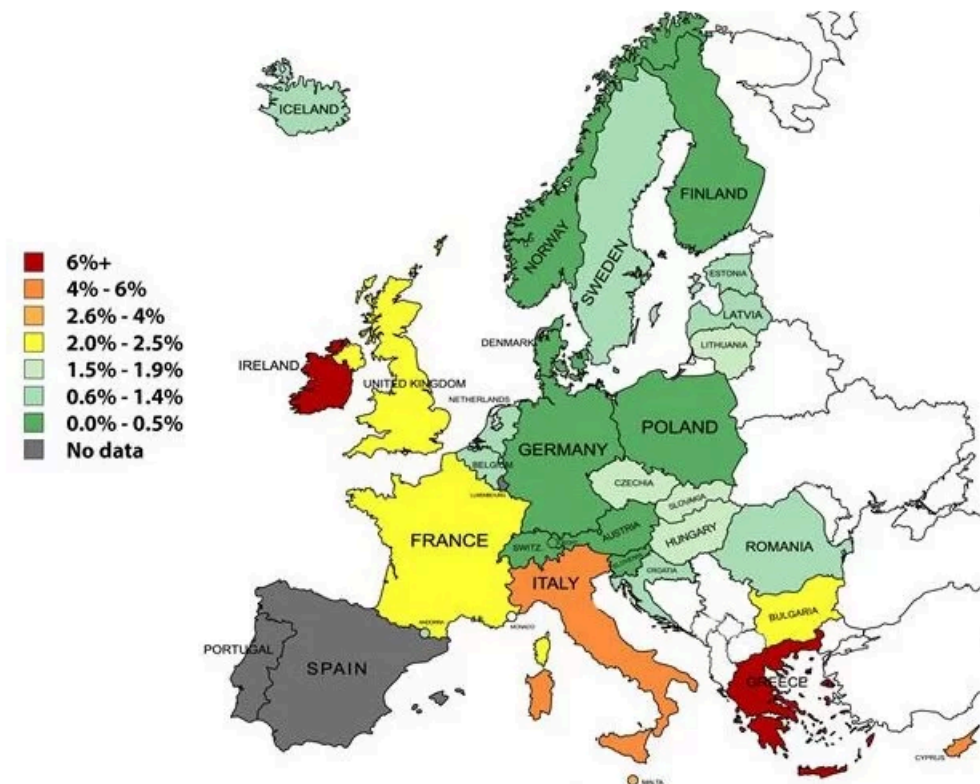 ICELAND
FINLAND
NORWAY
SWEDEN
ESTONIA
LATVIA
LITHUANIA
6%+
4% - 6%
2.6% - 4%
2.0% - 2.5%
1.5% - 1.9%
0.6% - 1.4%
0.0% - 0.5%
No data
DENMARK
IRELAND
UNITED KINGDOM
NETHERLANDS
POLAND
GERMANY
BELGIUM
LUXEMBOURG
CZECHIA
SLOVAKIA
FRANCE
AUSTRIA
HUNGARY
SWITZ.
ROMANIA
CROATIA
ITALY
BULGARIA
ANDORRA
MONACO
PORTUGAL
SPAIN
GREECE
CYPRUS
MALTA